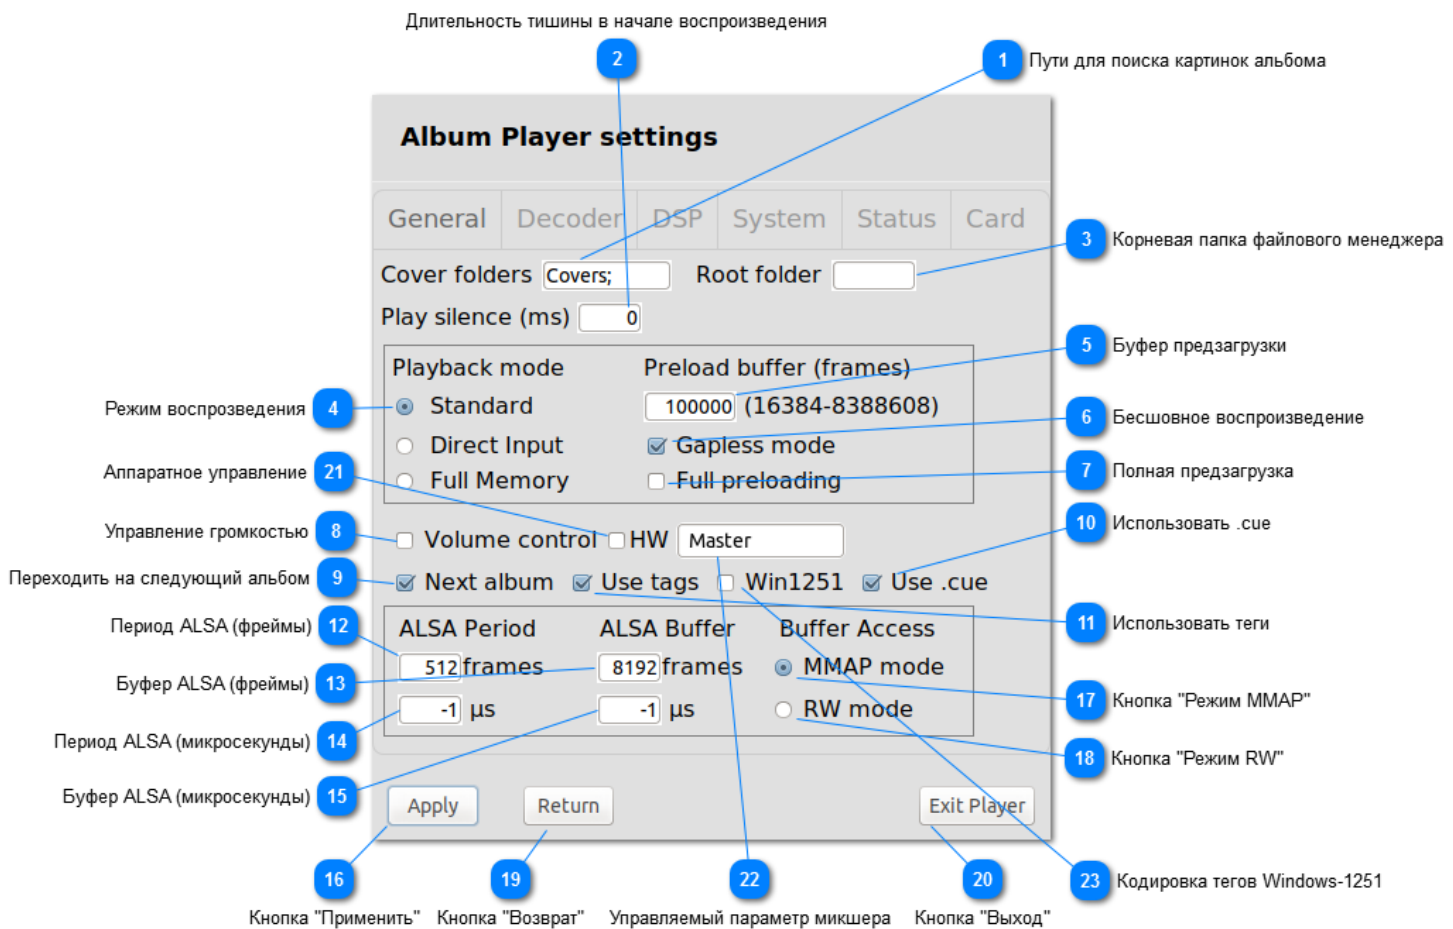 Длительность тишины в начале воспроизведения
2
1 Пути для поиска картинок альбома
Album Player settings
General Decoder DSP System Status Card
3 Корневая папка файлового менеджера
Cover folders Covers; Root folder
Play silence (ms) 0
5 Буфер предзагрузки
Playback mode Preload buffer (frames)
Режим воспрозведения 4 Standard 100000 (16384-8388608)
6 Бесшовное воспроизведение
Direct Input Gapless mode
Аппаратное управление 21 Full Memory Full preloading 7 Полная предзагрузка
10 Использовать .cue
Управление громкостью 8 Volume control HW Master
Переходить на следующий альбом 9 Next album Use tags Win1251 Use .cue
Период ALSA (фреймы) 12 ALSA Period ALSA Buffer Buffer Access 11 Использовать теги
512 frames 8192 frames MMAP mode
Буфер ALSA (фреймы) 13
17 Кнопка "Режим MMAP"
-1 µs -1 µs RW mode
Период ALSA (микросекунды) 14
18 Кнопка "Режим RW"
Буфер ALSA (микросекунды) 15 Apply Return Exit Player
16 19 22 20 23 Кодировка тегов Windows-1251
Кнопка "Применить" Кнопка "Возврат" Управляемый параметр микшера Кнопка "Выход"